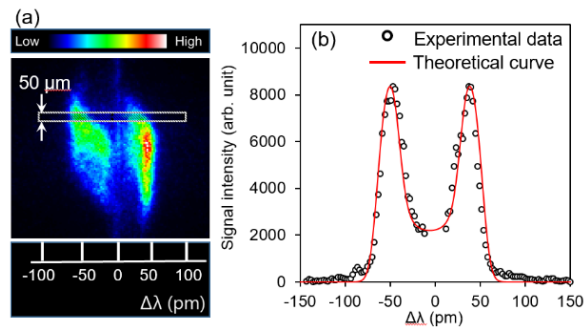 (a)
Low High
50 μm
-100 -50 0 50 100
Δλ (pm)
(b)
Experimental data
Theoretical curve
Signal intensity (arb. unit)
10000
8000
6000
4000
2000
0
-150 -100 -50 0 50 100 150
Δλ (pm)